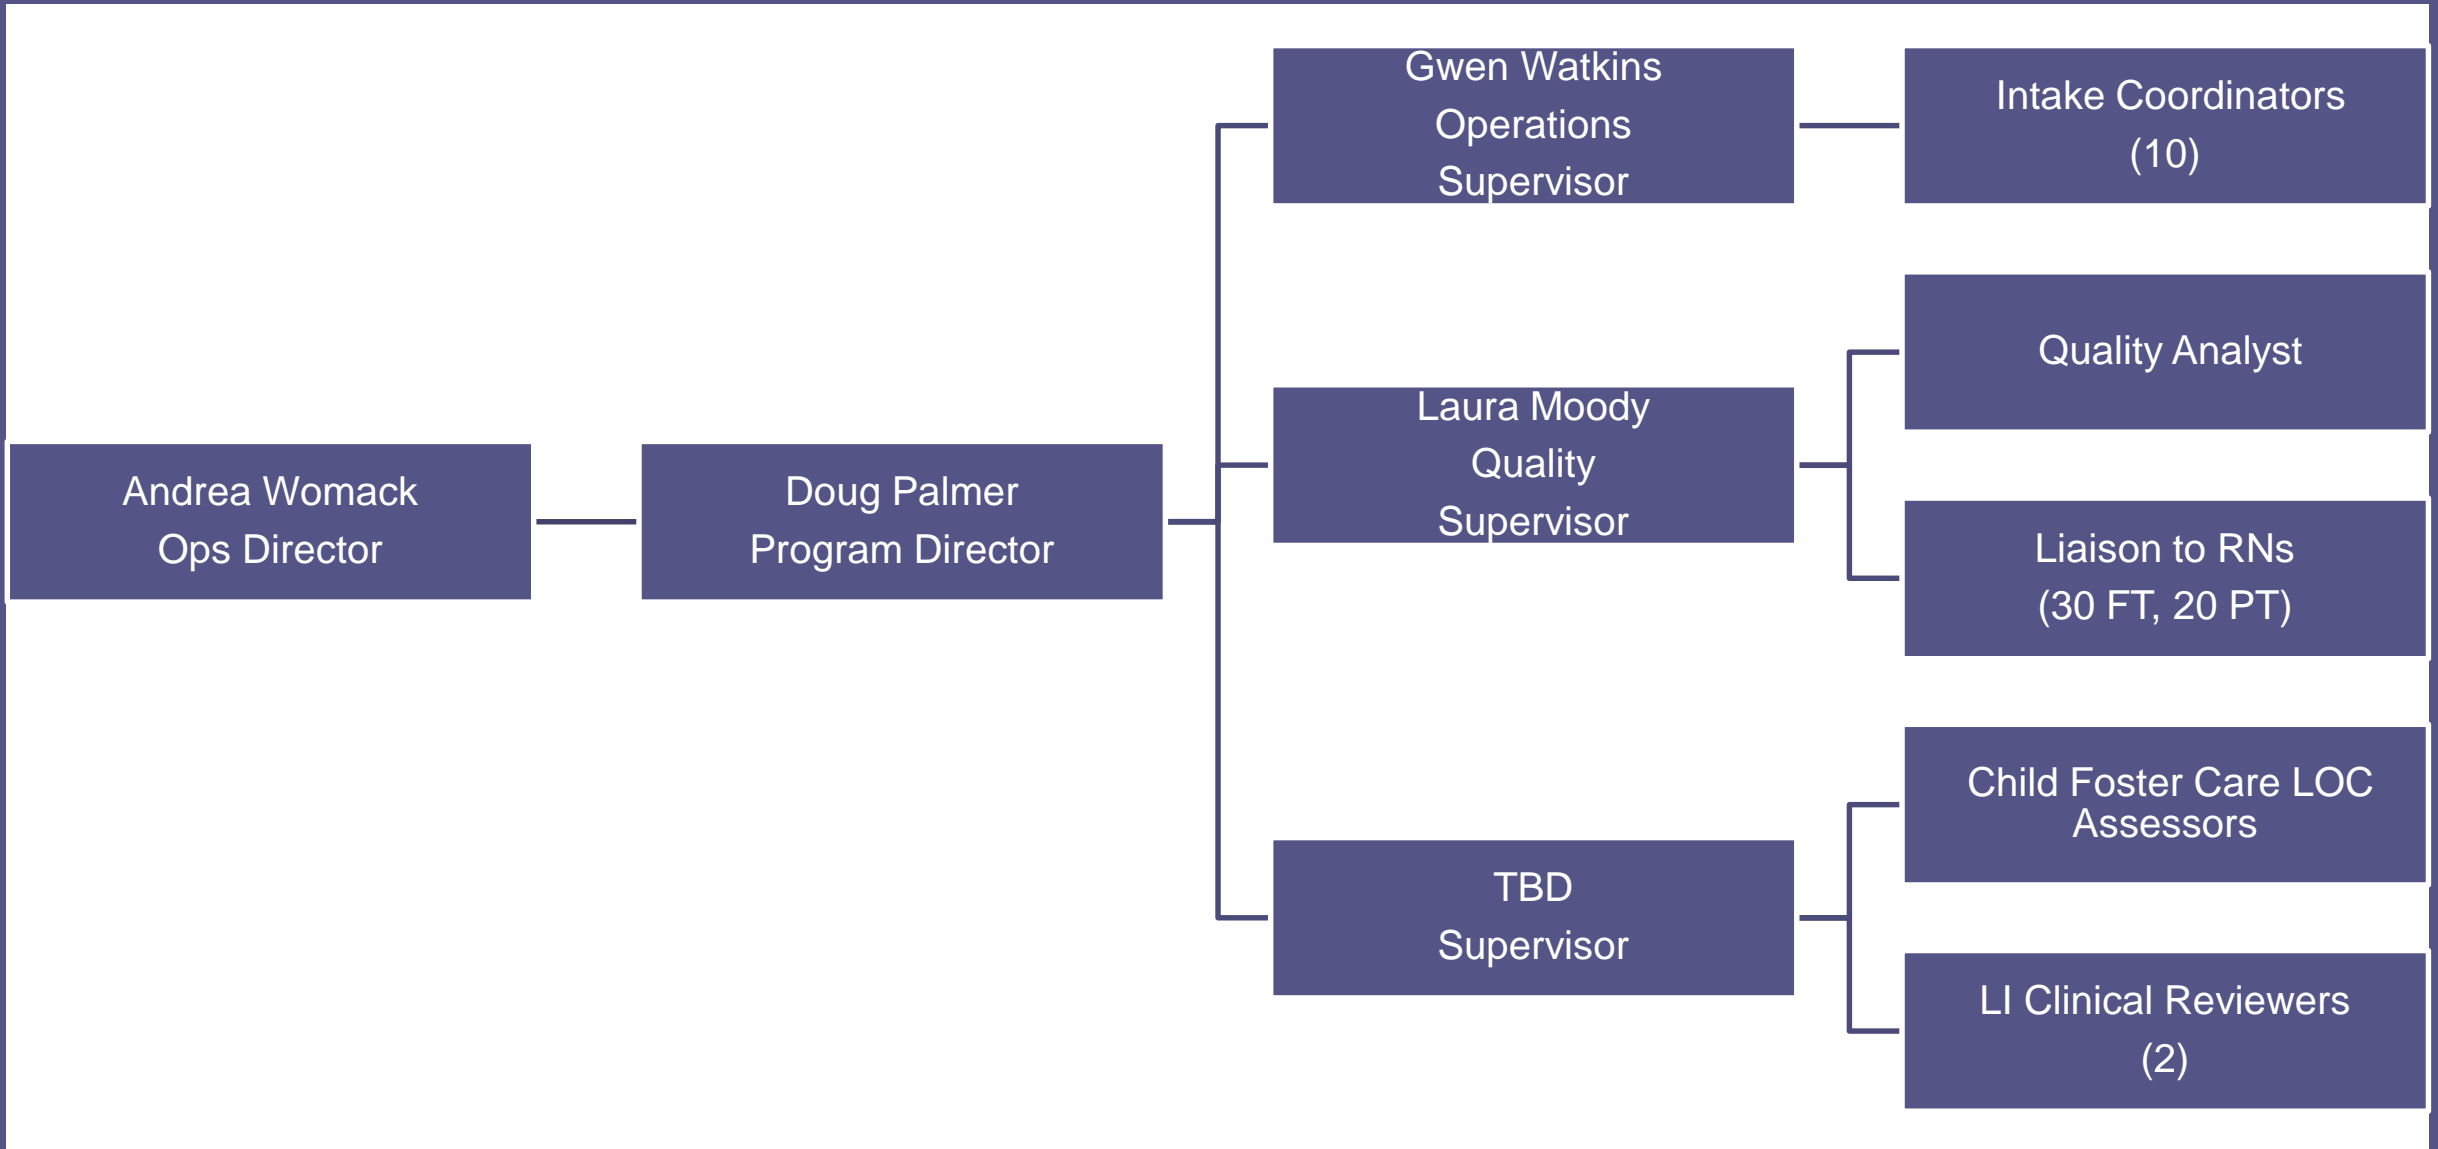 Andrea Womack
Ops Director
Doug Palmer
Program Director
Gwen Watkins
Operations
Supervisor
Intake Coordinators
(10)
Laura Moody
Quality
Supervisor
Quality Analyst
Liaison to RNs
(30 FT, 20 PT)
TBD
Supervisor
Child Foster Care LOC
Assessors
LI Clinical Reviewers
(2)